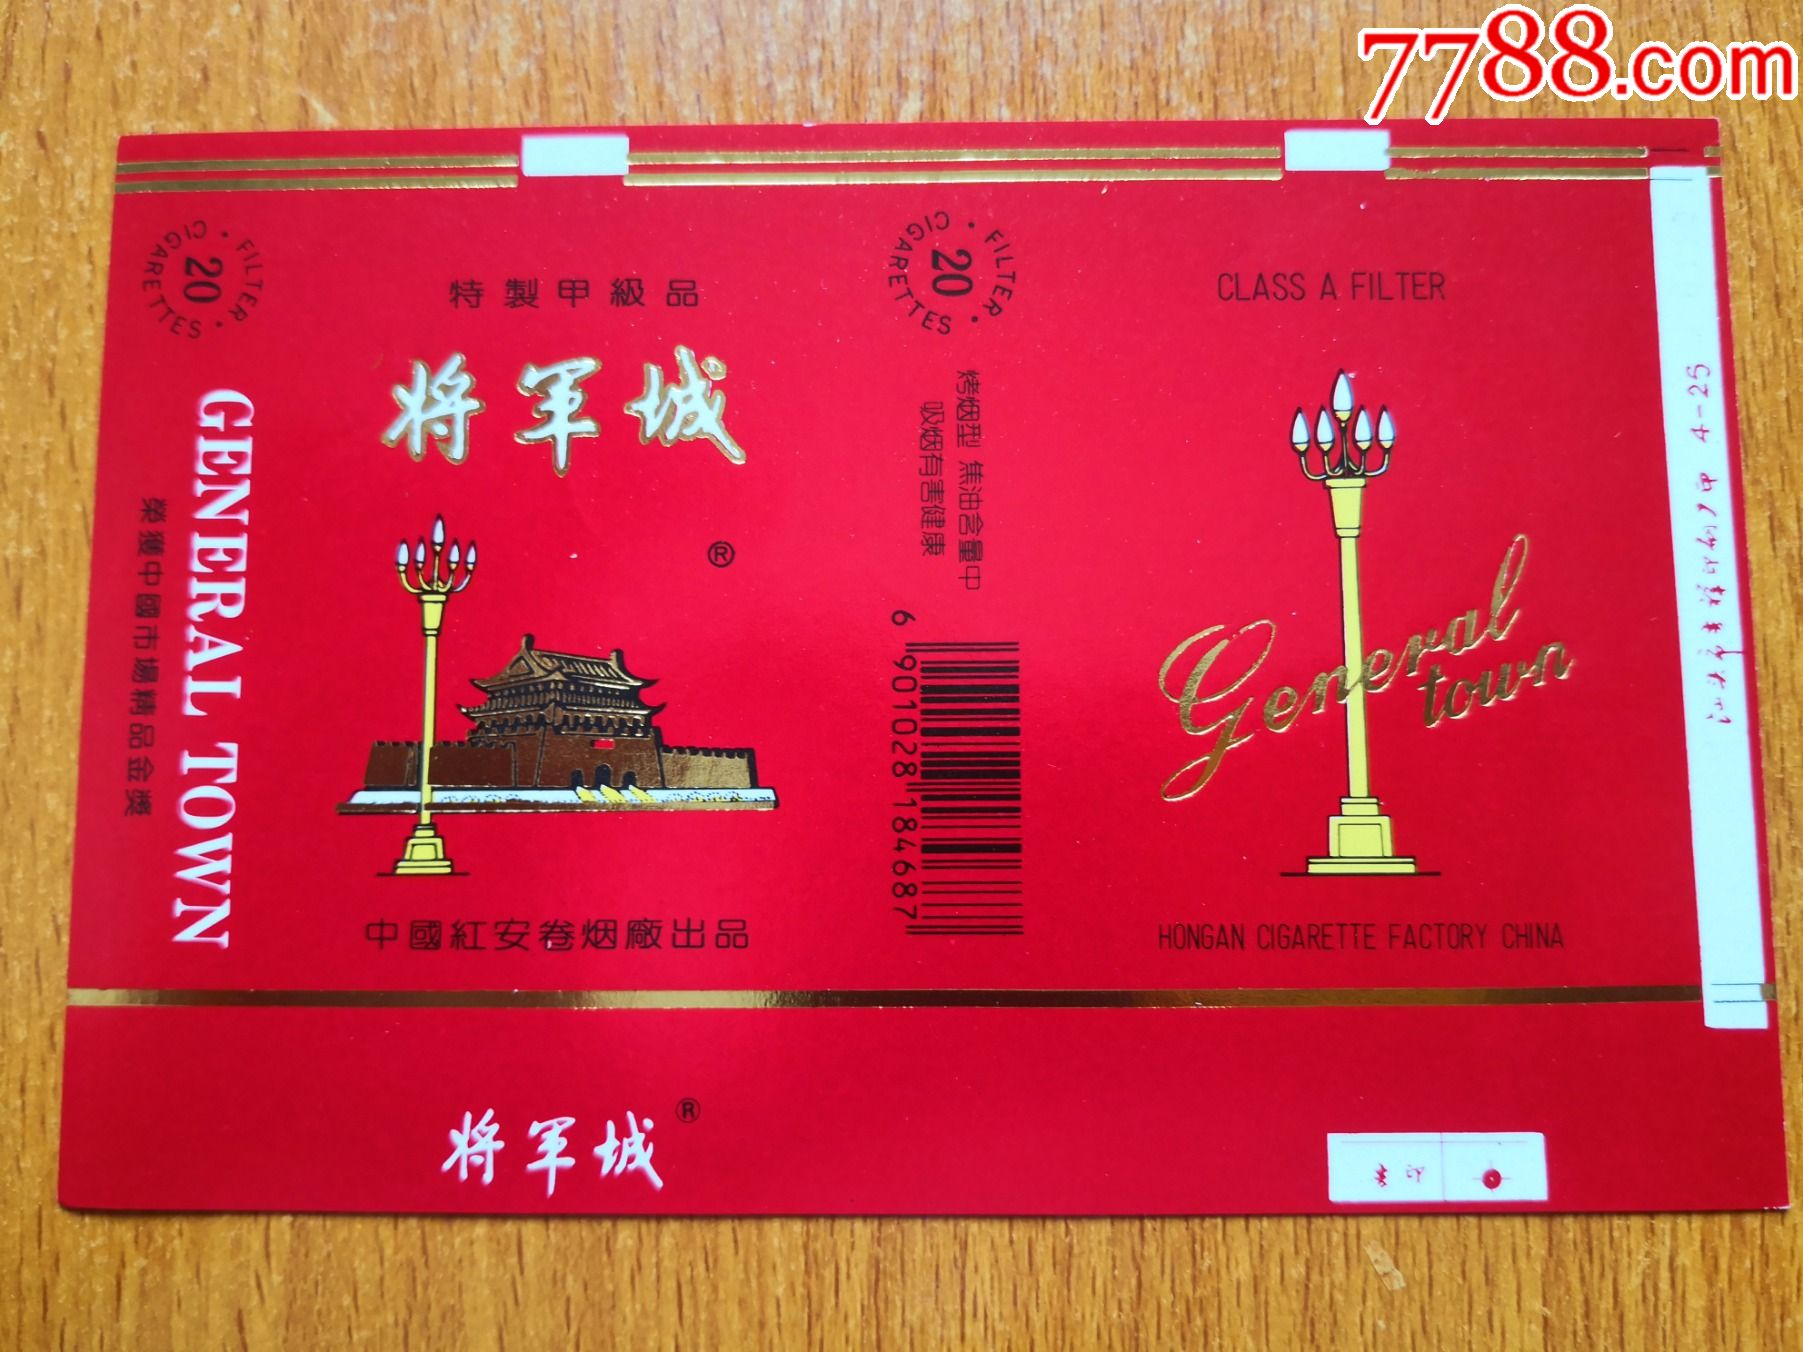 7788.com
FILTER · CIGARETTES ·
20
GENERAL TOWN
榮獲中國市場精品金獎
特製甲級品
将军城
®
中國紅安卷烟廠出品
FILTER · CIGARETTES ·
20
烤烟型 焦油含量中
吸烟有害健康
6 901028 184687
CLASS A FILTER
General
town
HONGAN CIGARETTE FACTORY CHINA
4-25
将军城®